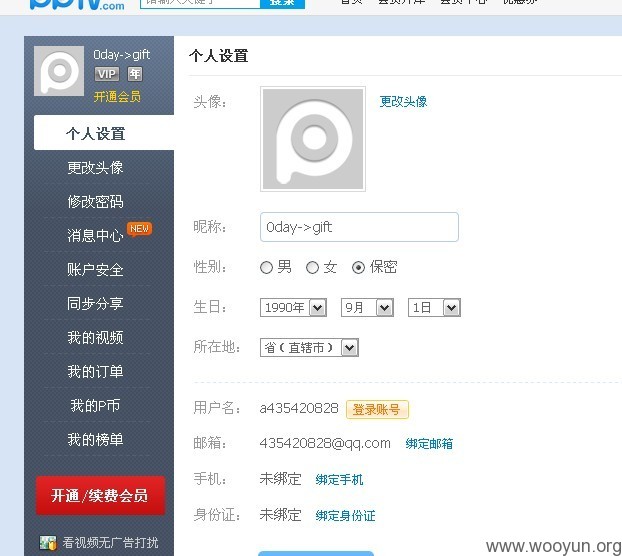 .com
首页 会员片库 会员中心 优惠券
0day->gift
VIP 年
开通会员
个人设置
更改头像
修改密码
消息中心 NEW
账户安全
同步分享
我的视频
我的订单
我的P币
我的榜单
开通/续费会员
看视频无广告打扰
个人设置
头像: 更改头像
昵称: 0day->gift
性别: 男 女 保密
生日: 1990年 9月 1日
所在地: 省(直辖市)
用户名: a435420828 登录账号
邮箱: 435420828@qq.com 绑定邮箱
手机: 未绑定 绑定手机
身份证: 未绑定 绑定身份证
www.wooyun.org